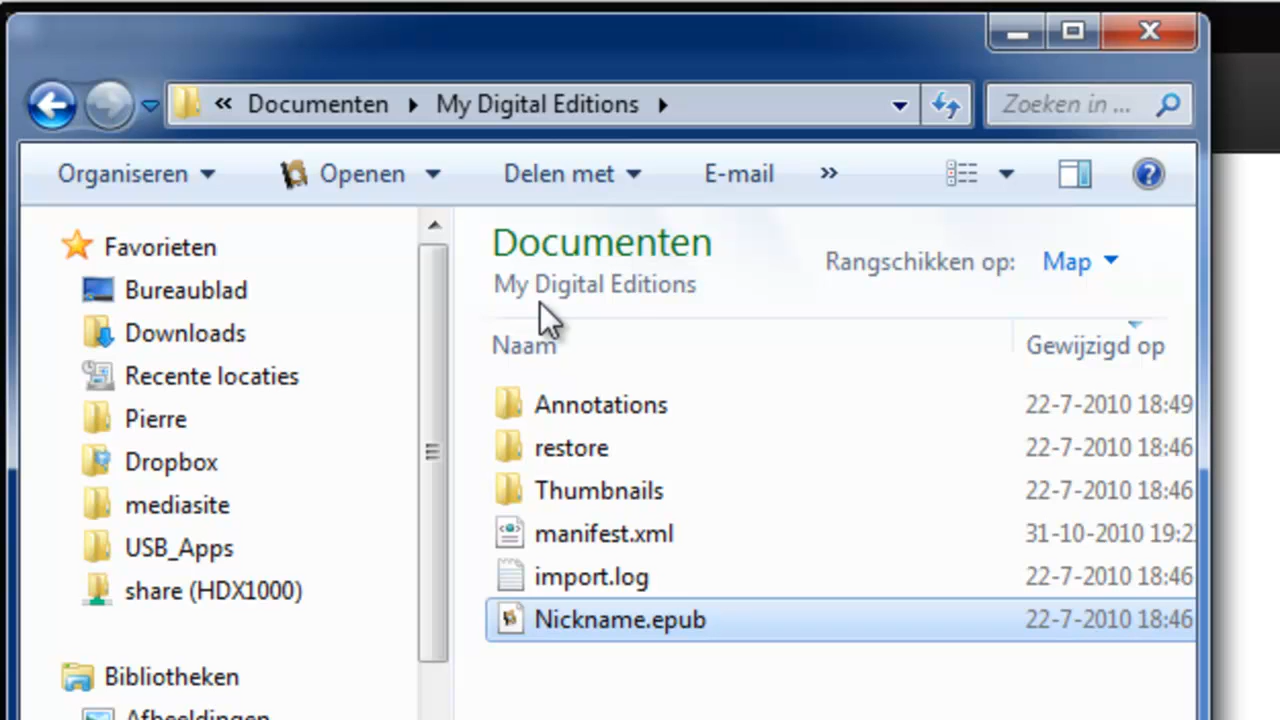 « Documenten ▸ My Digital Editions ▸ Zoeken in ...
Organiseren Openen Delen met E-mail »
Favorieten
Bureaublad
Downloads
Recente locaties
Pierre
Dropbox
mediasite
USB_Apps
share (HDX1000)
Bibliotheken
Afbeeldingen
Documenten
My Digital Editions
Rangschikken op: Map
Naam Gewijzigd op
Annotations 22-7-2010 18:49
restore 22-7-2010 18:46
Thumbnails 22-7-2010 18:46
manifest.xml 31-10-2010 19:2
import.log 22-7-2010 18:46
Nickname.epub 22-7-2010 18:46